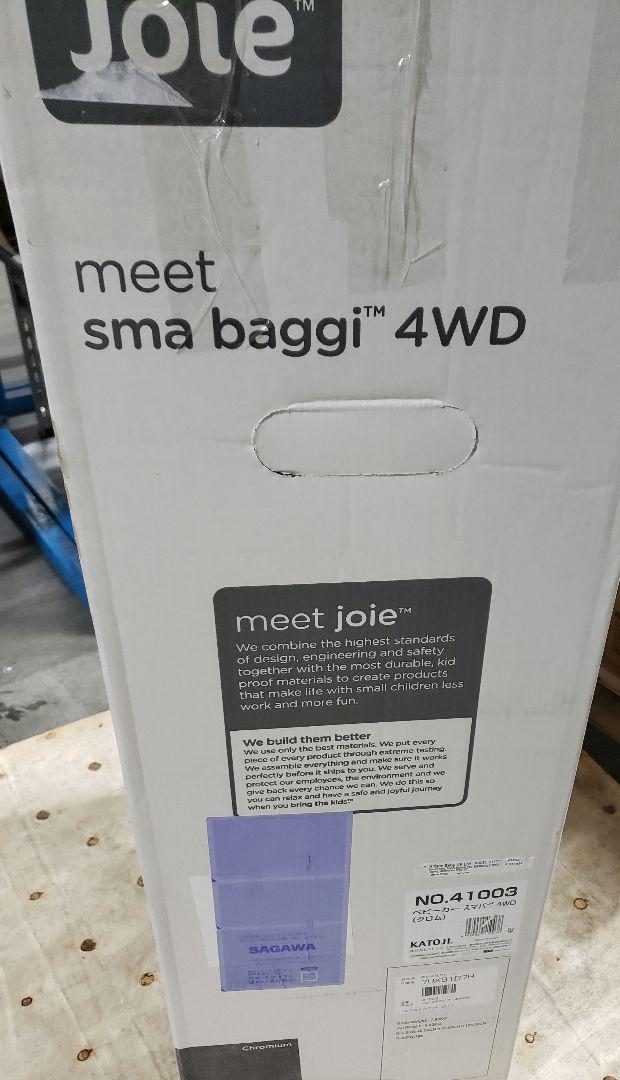 Joie™
meet
sma baggi™ 4WD
meet joie™
We combine the highest standards
of design, engineering and safety
together with the most durable, kid
proof materials to create products
that make life with small children less
work and more fun.
We build them better
We use only the best materials. We put every
piece of every product through extreme testing.
We assemble everything and make sure it works
perfectly before it ships to you. We serve and
protect our employees, the environment and we
give back every chance we can. We do this so
you can relax and have a safe and joyful journey
when you bring the kids™
NO.41003
ベビーカー スマバギ 4WD
(クロム)
KATOJI.
SAGAWA
Chromium